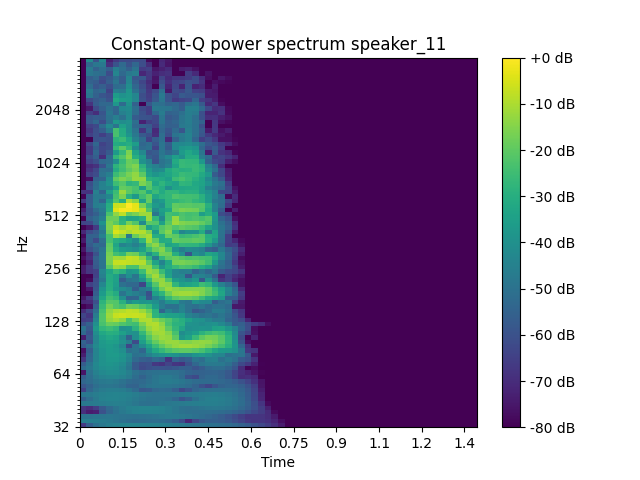 Constant-Q power spectrum speaker_11
+0 dB
-10 dB
-20 dB
-30 dB
-40 dB
-50 dB
-60 dB
-70 dB
-80 dB
2048
1024
512
256
128
64
32
Hz
0 0.15 0.3 0.45 0.6 0.75 0.9 1.1 1.2 1.4
Time